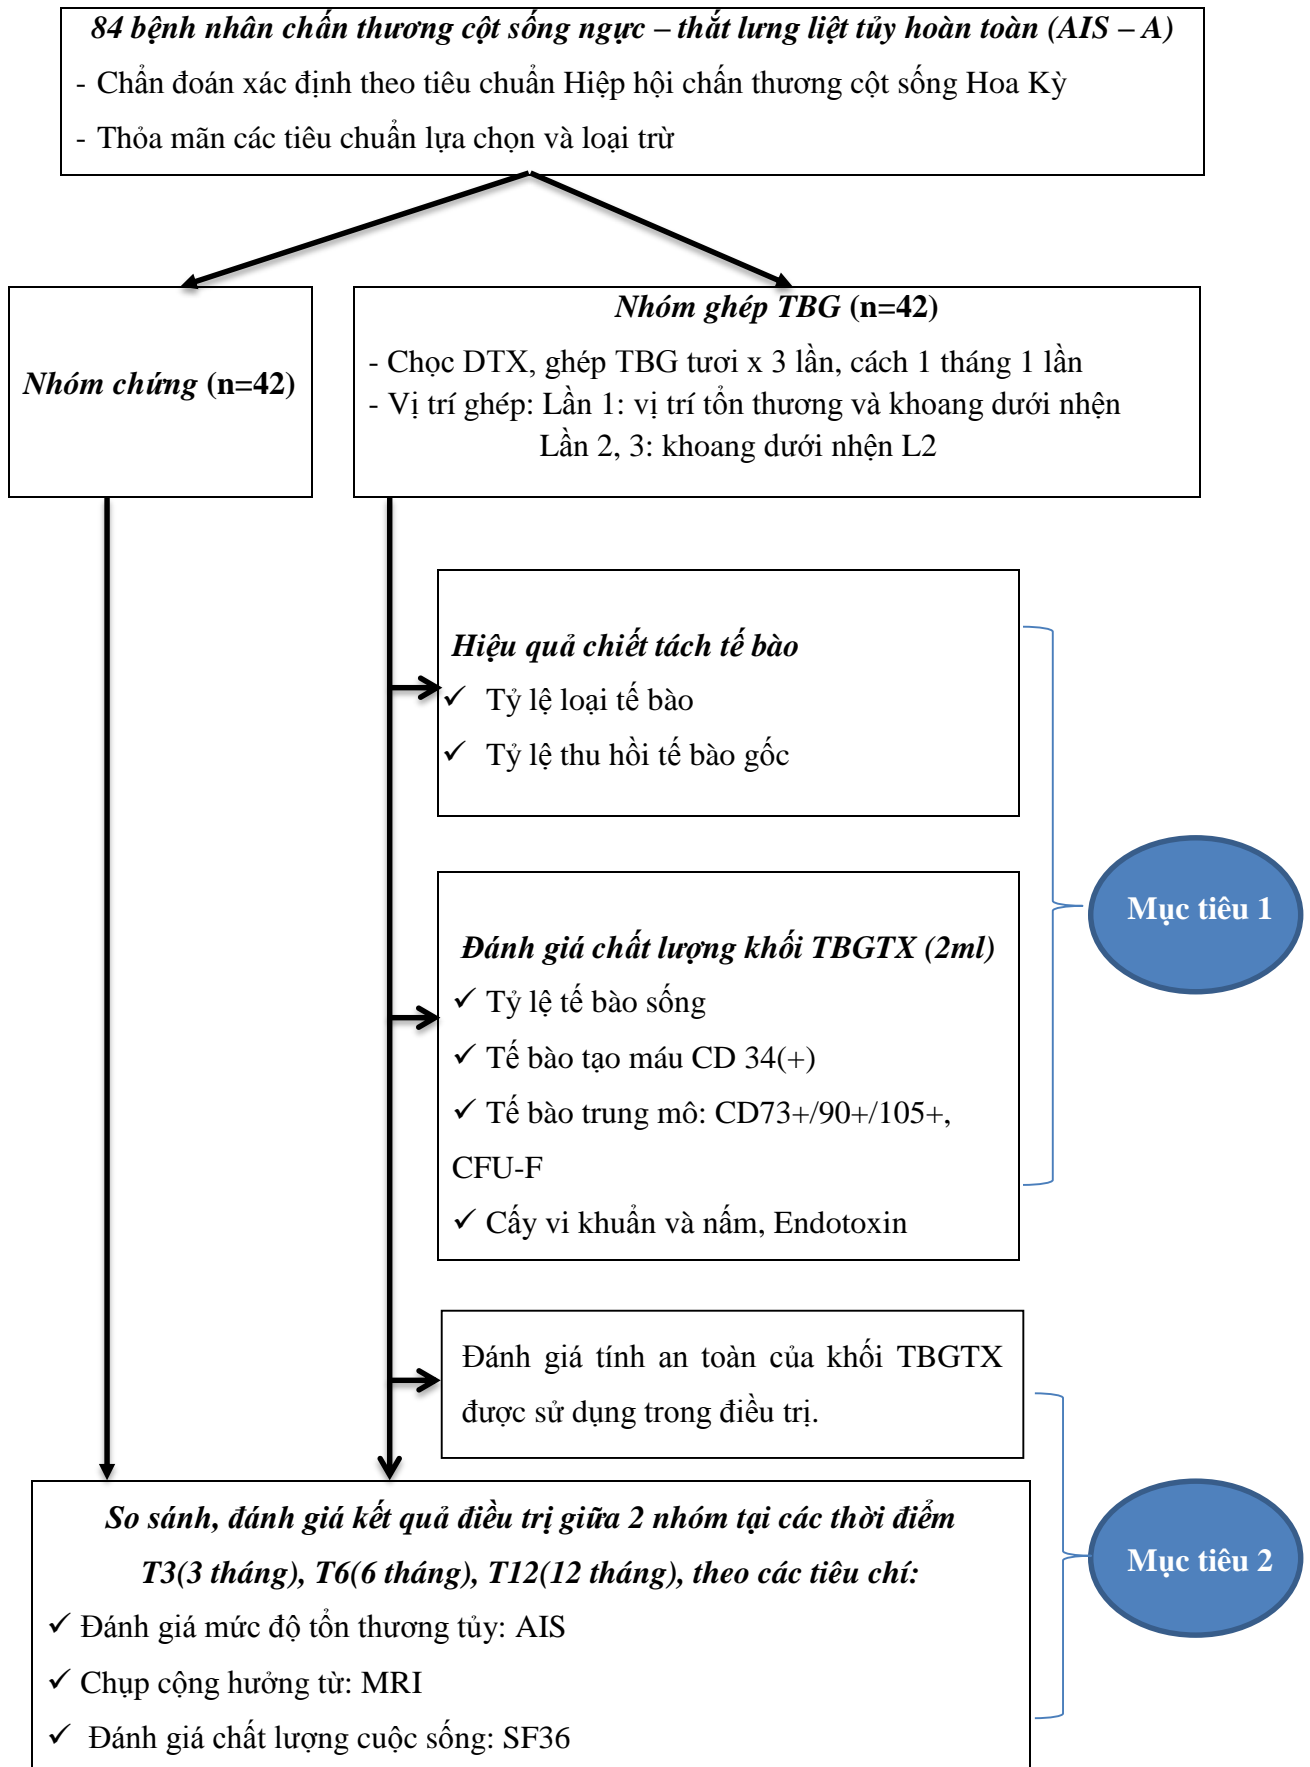 84 bệnh nhân chấn thương cột sống ngực – thắt lưng liệt tủy hoàn toàn (AIS – A)
- Chẩn đoán xác định theo tiêu chuẩn Hiệp hội chấn thương cột sống Hoa Kỳ
- Thỏa mãn các tiêu chuẩn lựa chọn và loại trừ
Nhóm chứng (n=42)
Nhóm ghép TBG (n=42)
- Chọc DTX, ghép TBG tươi x 3 lần, cách 1 tháng 1 lần
- Vị trí ghép: Lần 1: vị trí tổn thương và khoang dưới nhện
Lần 2, 3: khoang dưới nhện L2
Hiệu quả chiết tách tế bào
✓ Tỷ lệ loại tế bào
✓ Tỷ lệ thu hồi tế bào gốc
Đánh giá chất lượng khối TBGTX (2ml)
✓ Tỷ lệ tế bào sống
✓ Tế bào tạo máu CD 34(+)
✓ Tế bào trung mô: CD73+/90+/105+,
CFU-F
✓ Cấy vi khuẩn và nấm, Endotoxin
Mục tiêu 1
Đánh giá tính an toàn của khối TBGTX
được sử dụng trong điều trị.
So sánh, đánh giá kết quả điều trị giữa 2 nhóm tại các thời điểm
T3(3 tháng), T6(6 tháng), T12(12 tháng), theo các tiêu chí:
✓ Đánh giá mức độ tổn thương tủy: AIS
✓ Chụp cộng hưởng từ: MRI
✓ Đánh giá chất lượng cuộc sống: SF36
Mục tiêu 2